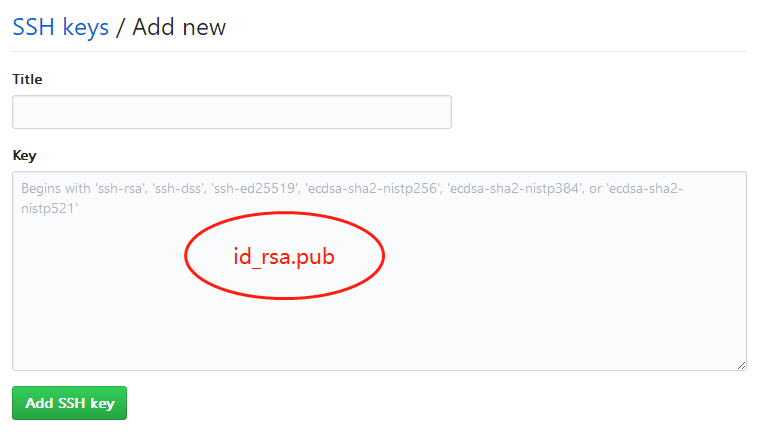 SSH keys / Add new
Title
Key
Begins with 'ssh-rsa', 'ssh-dss', 'ssh-ed25519', 'ecdsa-sha2-nistp256', 'ecdsa-sha2-nistp384', or 'ecdsa-sha2-
nistp521'
id_rsa.pub
Add SSH key